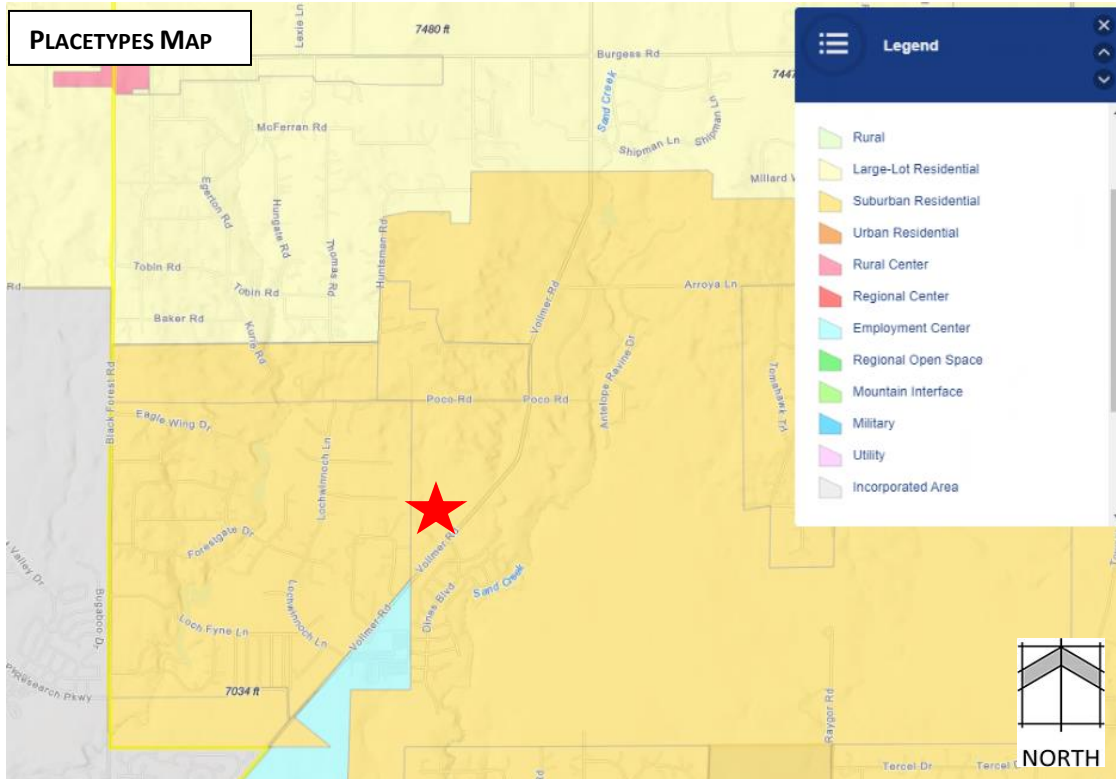 PLACETYPES MAP
Lexie Ln
7480 ft
Burgess Rd
7447
Sand Creek
Shipman Ln
Shipman Ln
McFerran Rd
Millard
Egerton Rd
Hungate Rd
Thomas Rd
Huntsman Rd
Tobin Rd
Tobin Rd
Rd
Baker Rd
Kurie Rd
Vollmer Rd
Arroya Ln
Antelope Ravine Dr
Tomahawk Trl
Black Forest Rd
Poco Rd
Poco Rd
Eagle Wing Dr
Lochwinnoch Ln
Forestgate Dr
Vollmer Rd
Sand Creek
Dines Blvd
Valley Dr
Bugaboo Dr
Loch Fyne Ln
Lochwinnoch Ln
Vollmer Rd
Research Pkwy
7034 ft
Raygor Rd
Rd
Tercel Dr
Tercel
NORTH
Legend
Rural
Large-Lot Residential
Suburban Residential
Urban Residential
Rural Center
Regional Center
Employment Center
Regional Open Space
Mountain Interface
Military
Utility
Incorporated Area